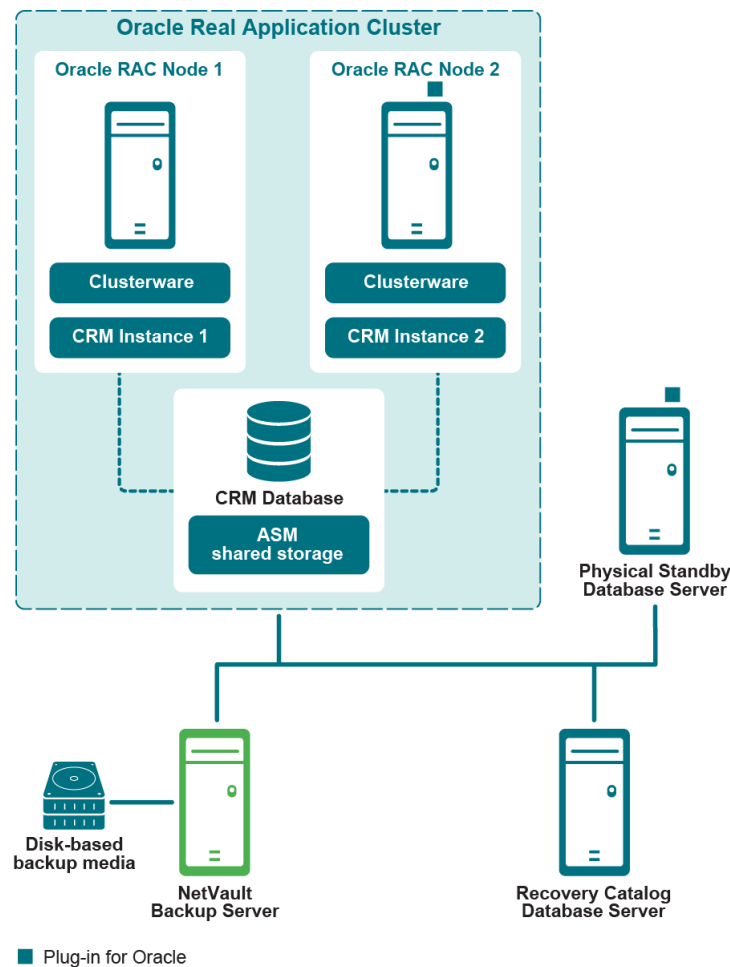 Oracle Real Application Cluster
Oracle RAC Node 1
Oracle RAC Node 2
Clusterware
Clusterware
CRM Instance 1
CRM Instance 2
CRM Database
ASM
shared storage
Physical Standby
Database Server
Disk-based
backup media
NetVault
Backup Server
Recovery Catalog
Database Server
Plug-in for Oracle